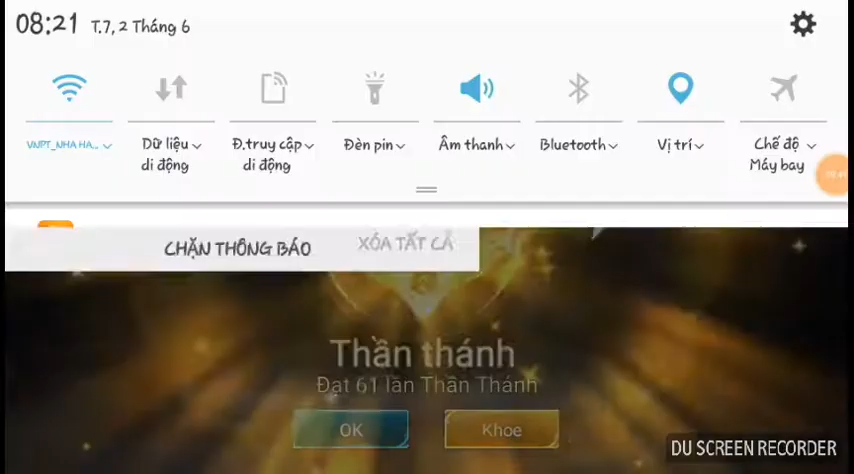 08:21 T.7, 2 Tháng 6
VNPT_NHA HA...
Dữ liệu
di động
Đ.truy cập
di động
Đèn pin
Âm thanh
Bluetooth
Vị trí
Chế độ
Máy bay
CHẶN THÔNG BÁO XÓA TẤT CẢ
Thần thánh
Đạt 61 lần Thần Thánh
OK Khoe
DU SCREEN RECORDER